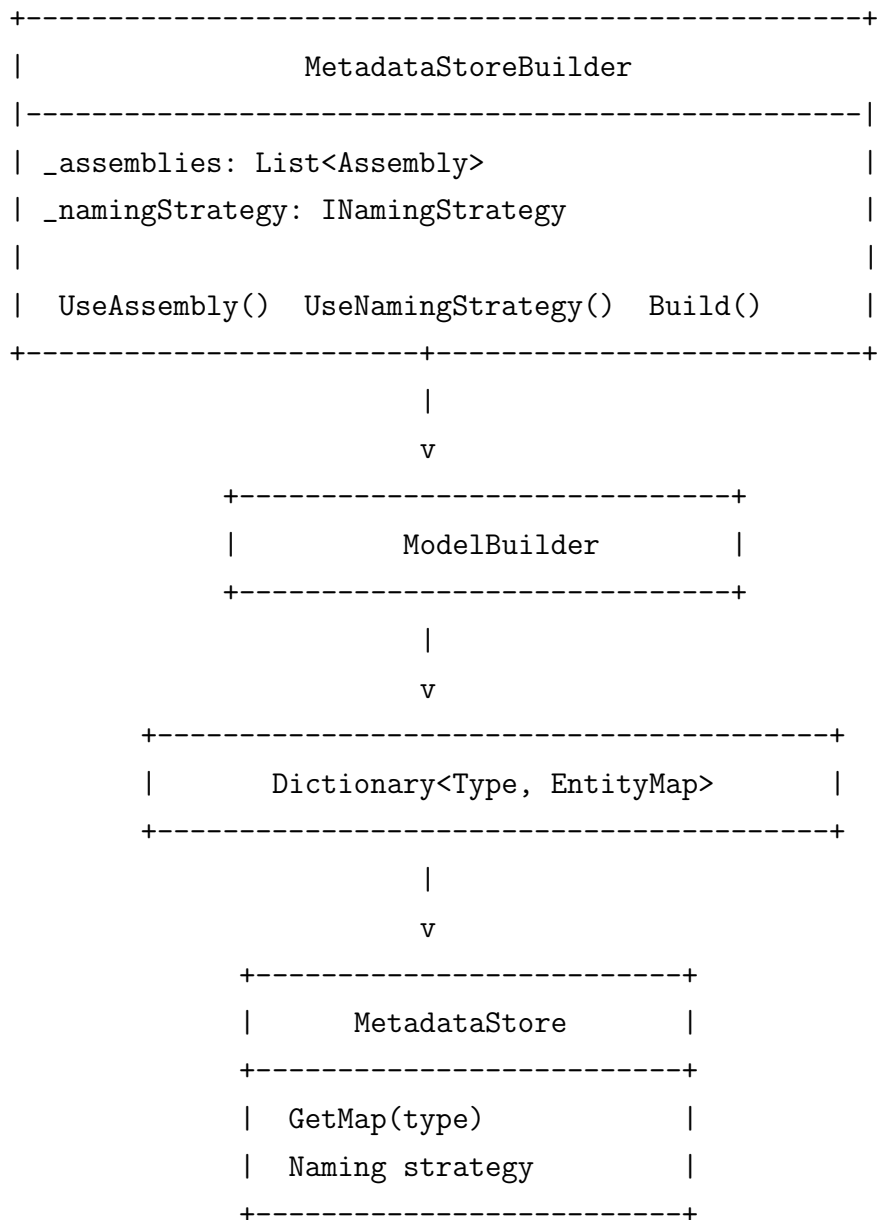 +---------------------------------------------------+
|                 MetadataStoreBuilder
|---------------------------------------------------|
| _assemblies: List<Assembly>                       |
| _namingStrategy: INamingStrategy                  |
|                                                   |
|  UseAssembly()  UseNamingStrategy()  Build()      |
+------------------------+--------------------------+
                         |
                         v
             +------------------------------+
             |          ModelBuilder        |
             +------------------------------+
                         |
                         v
        +-----------------------------------------+
        |       Dictionary<Type, EntityMap>       |
        +-----------------------------------------+
                         |
                         v
              +--------------------------+
              |      MetadataStore       |
              +--------------------------+
              |  GetMap(type)            |
              |  Naming strategy         |
              +--------------------------+